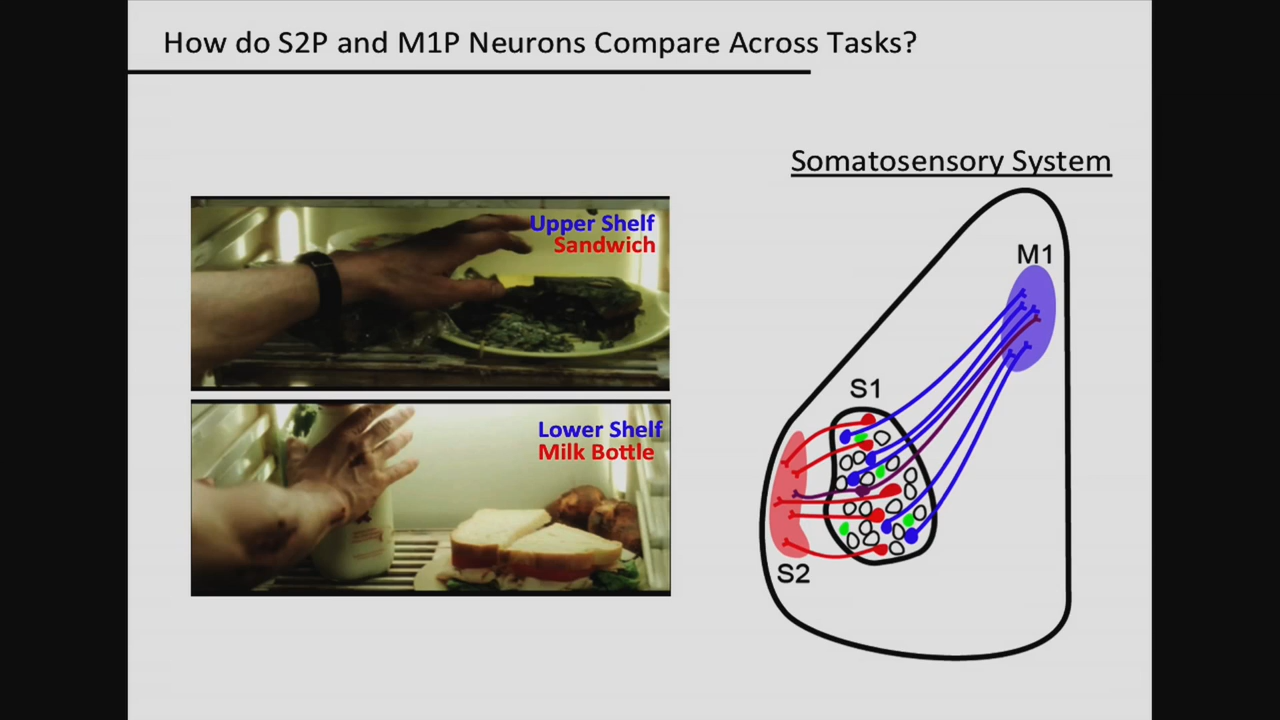 How do S2P and M1P Neurons Compare Across Tasks?
Somatosensory System
Upper Shelf
Sandwich
Lower Shelf
Milk Bottle
M1
S1
S2